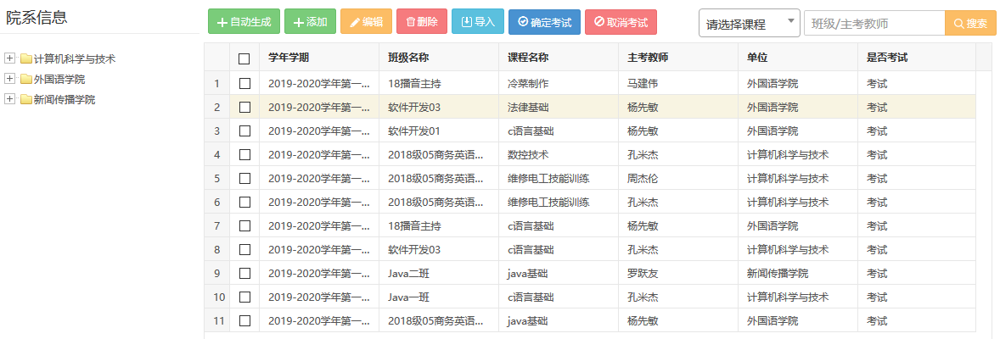 院系信息
自动生成 添加 编辑 删除 导入 确定考试 取消考试 请选择课程 班级/主考教师 搜索
计算机科学与技术
外国语学院
新闻传播学院
学年学期 班级名称 课程名称 主考教师 单位 是否考试
1 2019-2020学年第一... 18播音主持 冷菜制作 马建伟 外国语学院 考试
2 2019-2020学年第一... 软件开发03 法律基础 杨先敏 外国语学院 考试
3 2019-2020学年第一... 软件开发01 c语言基础 杨先敏 外国语学院 考试
4 2019-2020学年第一... 2018级05商务英语... 数控技术 孔米杰 计算机科学与技术 考试
5 2019-2020学年第一... 2018级05商务英语... 维修电工技能训练 周杰伦 计算机科学与技术 考试
6 2019-2020学年第一... 2018级05商务英语... 维修电工技能训练 孔米杰 计算机科学与技术 考试
7 2019-2020学年第一... 18播音主持 c语言基础 杨先敏 外国语学院 考试
8 2019-2020学年第一... 软件开发03 c语言基础 孔米杰 计算机科学与技术 考试
9 2019-2020学年第一... Java二班 java基础 罗跃友 新闻传播学院 考试
10 2019-2020学年第一... Java一班 c语言基础 孔米杰 计算机科学与技术 考试
11 2019-2020学年第一... 2018级05商务英语... java基础 杨先敏 外国语学院 考试